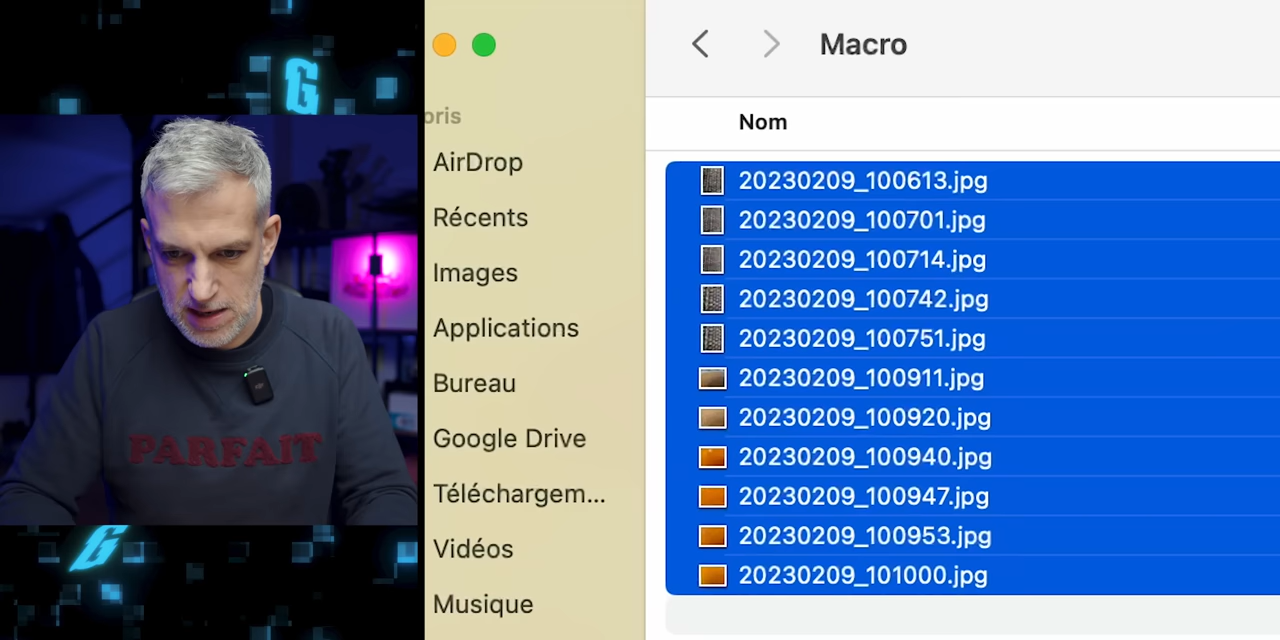 G
PARFAIT
G
oris
AirDrop
Récents
Images
Applications
Bureau
Google Drive
Téléchargem...
Vidéos
Musique
Macro
Nom
20230209_100613.jpg
20230209_100701.jpg
20230209_100714.jpg
20230209_100742.jpg
20230209_100751.jpg
20230209_100911.jpg
20230209_100920.jpg
20230209_100940.jpg
20230209_100947.jpg
20230209_100953.jpg
20230209_101000.jpg